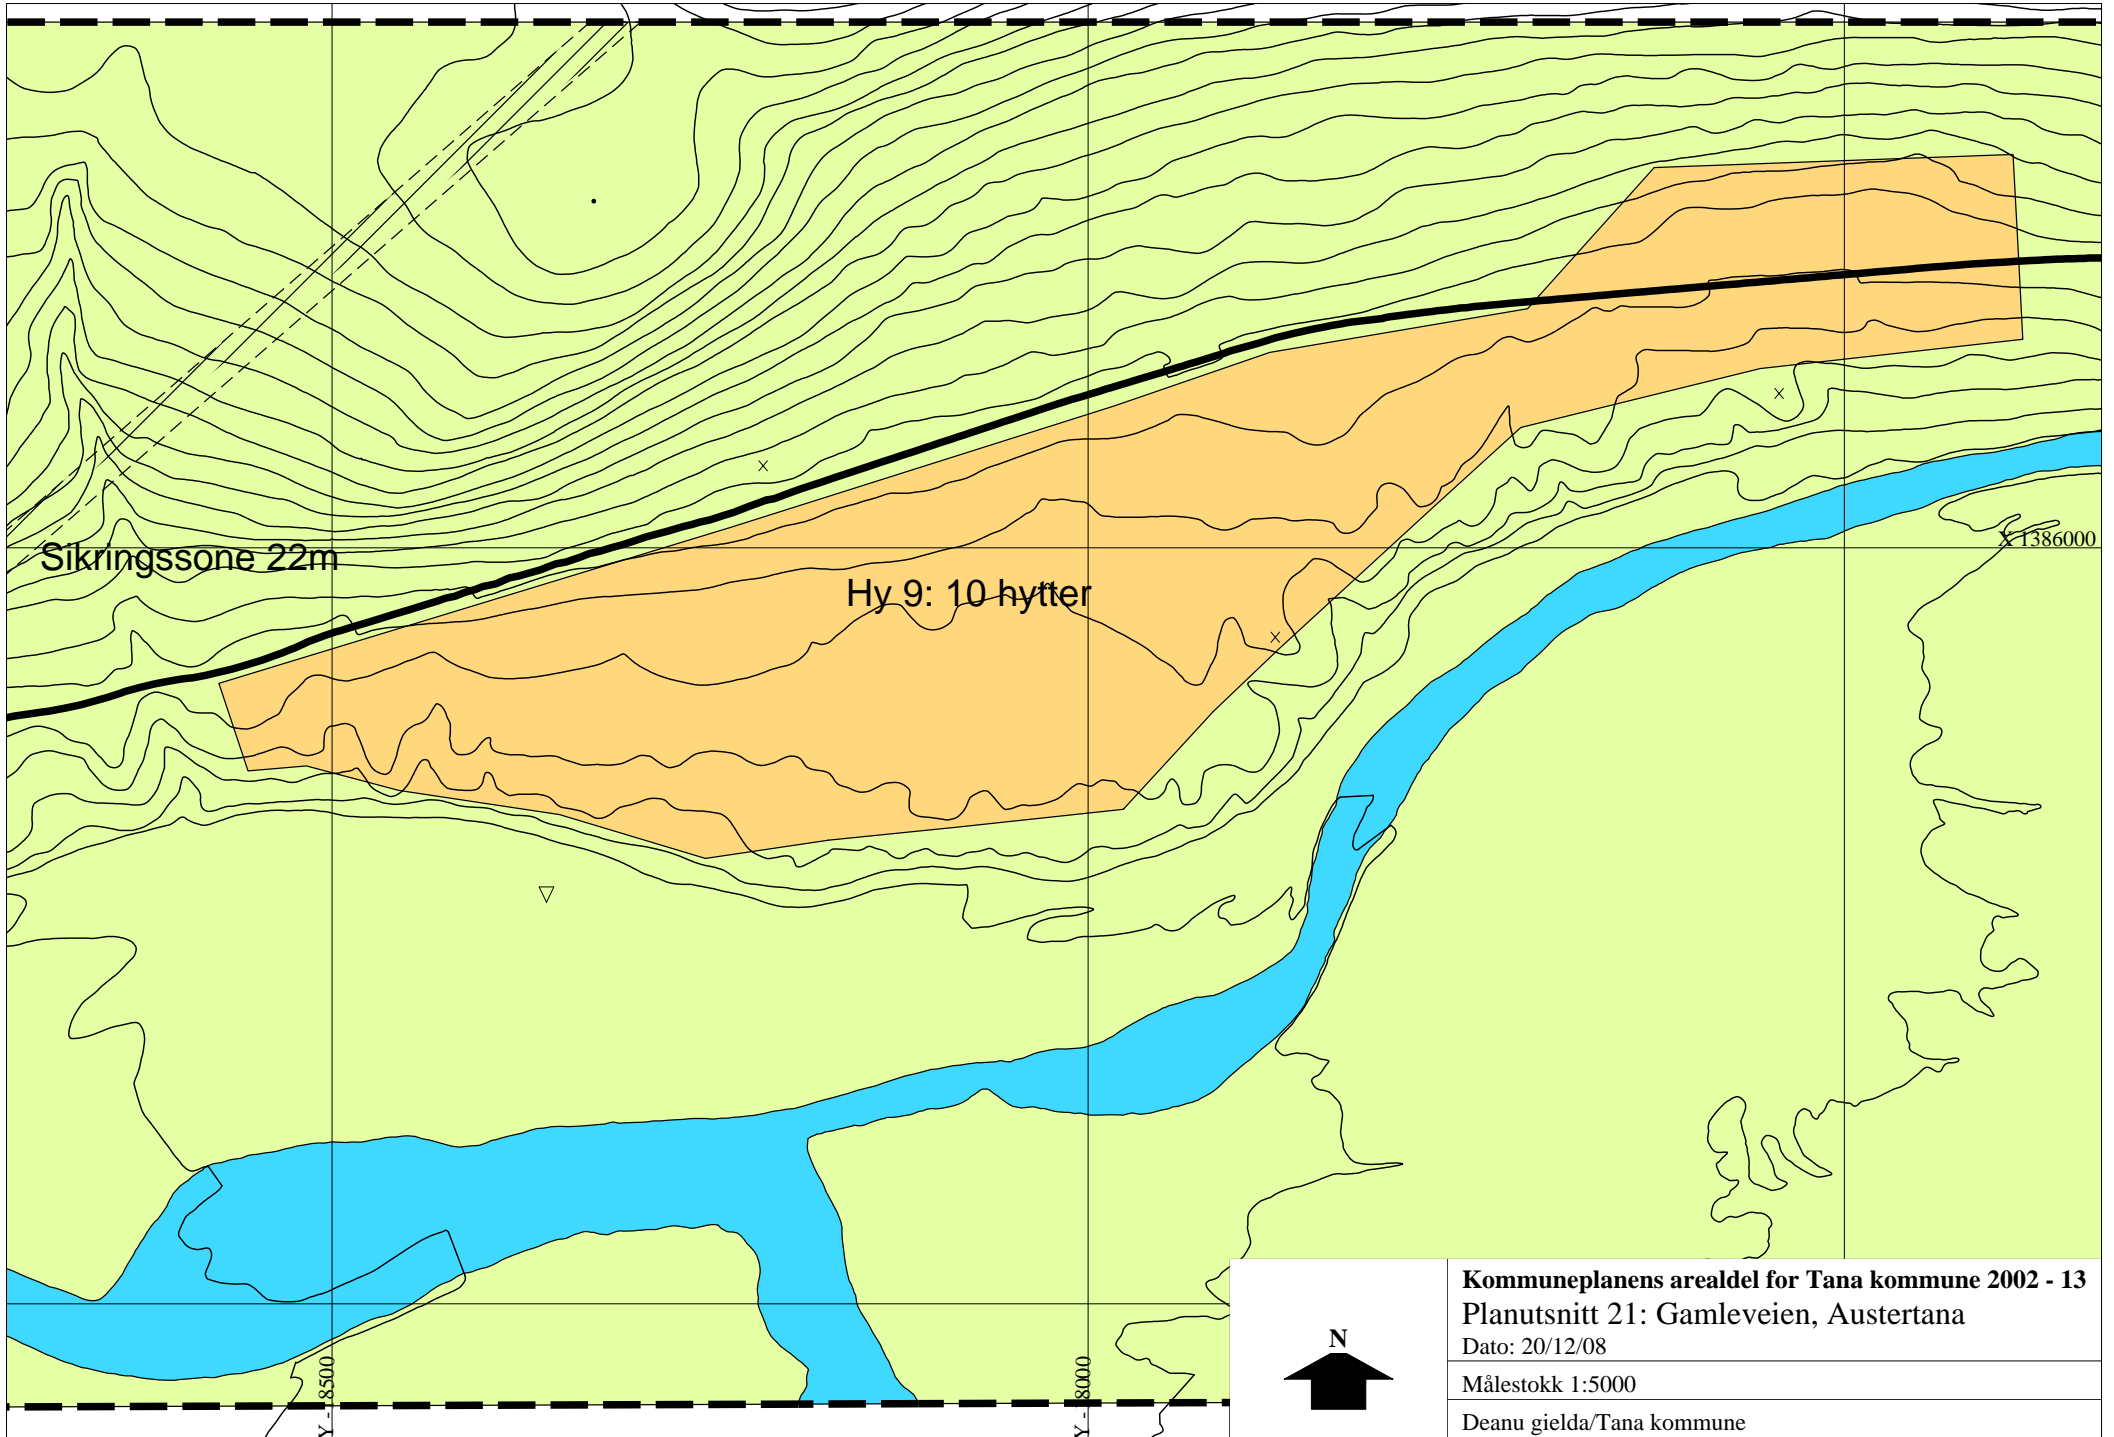 Sikringssone 22m
X 1386000
Hy 9: 10 hytter
Y - 8500
Y - 8000
N
Kommuneplanens arealdel for Tana kommune 2002 - 13
Planutsnitt 21: Gamleveien, Austertana
Dato: 20/12/08
Målestokk 1:5000
Deanu gielda/Tana kommune